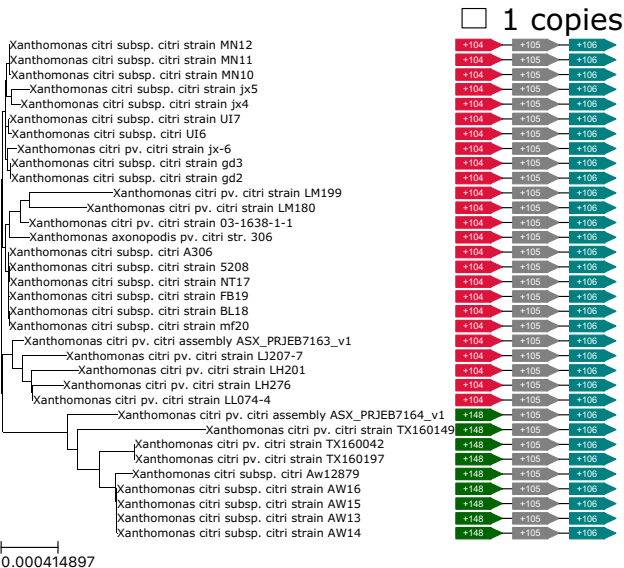 1 copies
Xanthomonas citri subsp. citri strain MN12 +104 +105 +106
Xanthomonas citri subsp. citri strain MN11 +104 +105 +106
Xanthomonas citri subsp. citri strain MN10 +104 +105 +106
Xanthomonas citri subsp. citri strain jx5 +104 +105 +106
Xanthomonas citri subsp. citri strain jx4 +104 +105 +106
Xanthomonas citri subsp. citri strain UI7 +104 +105 +106
Xanthomonas citri subsp. citri UI6 +104 +105 +106
Xanthomonas citri pv. citri strain jx-6 +104 +105 +106
Xanthomonas citri subsp. citri strain gd3 +104 +105 +106
Xanthomonas citri subsp. citri strain gd2 +104 +105 +106
Xanthomonas citri pv. citri strain LM199 +104 +105 +106
Xanthomonas citri pv. citri strain LM180 +104 +105 +106
Xanthomonas citri pv. citri strain 03-1638-1-1 +104 +105 +106
Xanthomonas axonopodis pv. citri str. 306 +104 +105 +106
Xanthomonas citri subsp. citri A306 +104 +105 +106
Xanthomonas citri subsp. citri strain 5208 +104 +105 +106
Xanthomonas citri subsp. citri strain NT17 +104 +105 +106
Xanthomonas citri subsp. citri strain FB19 +104 +105 +106
Xanthomonas citri subsp. citri strain BL18 +104 +105 +106
Xanthomonas citri subsp. citri strain mf20 +104 +105 +106
Xanthomonas citri pv. citri assembly ASX_PRJEB7163_v1 +104 +105 +106
Xanthomonas citri pv. citri strain LJ207-7 +104 +105 +106
Xanthomonas citri pv. citri strain LH201 +104 +105 +106
Xanthomonas citri pv. citri strain LH276 +104 +105 +106
Xanthomonas citri pv. citri strain LL074-4 +104 +105 +106
Xanthomonas citri pv. citri assembly ASX_PRJEB7164_v1 +148 +105 +106
Xanthomonas citri pv. citri strain TX160149 +148 +105 +106
Xanthomonas citri pv. citri strain TX160042 +148 +105 +106
Xanthomonas citri pv. citri strain TX160197 +148 +105 +106
Xanthomonas citri subsp. citri Aw12879 +148 +105 +106
Xanthomonas citri subsp. citri strain AW16 +148 +105 +106
Xanthomonas citri subsp. citri strain AW15 +148 +105 +106
Xanthomonas citri subsp. citri strain AW13 +148 +105 +106
Xanthomonas citri subsp. citri strain AW14 +148 +105 +106
0.000414897